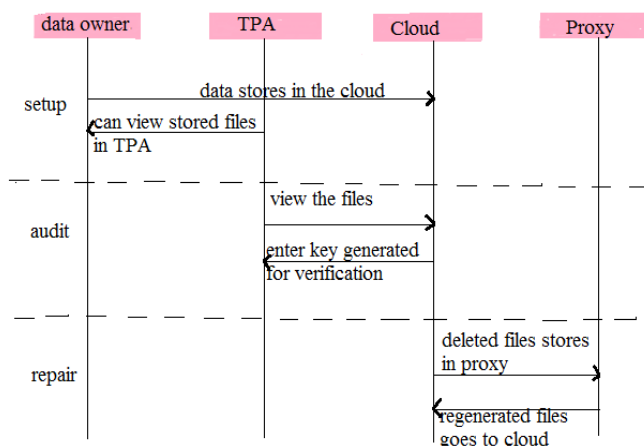 data owner TPA Cloud Proxy
data stores in the cloud
setup
can view stored files
in TPA
view the files
audit
enter key generated
for verification
deleted files stores
in proxy
repair
regenerated files
goes to cloud